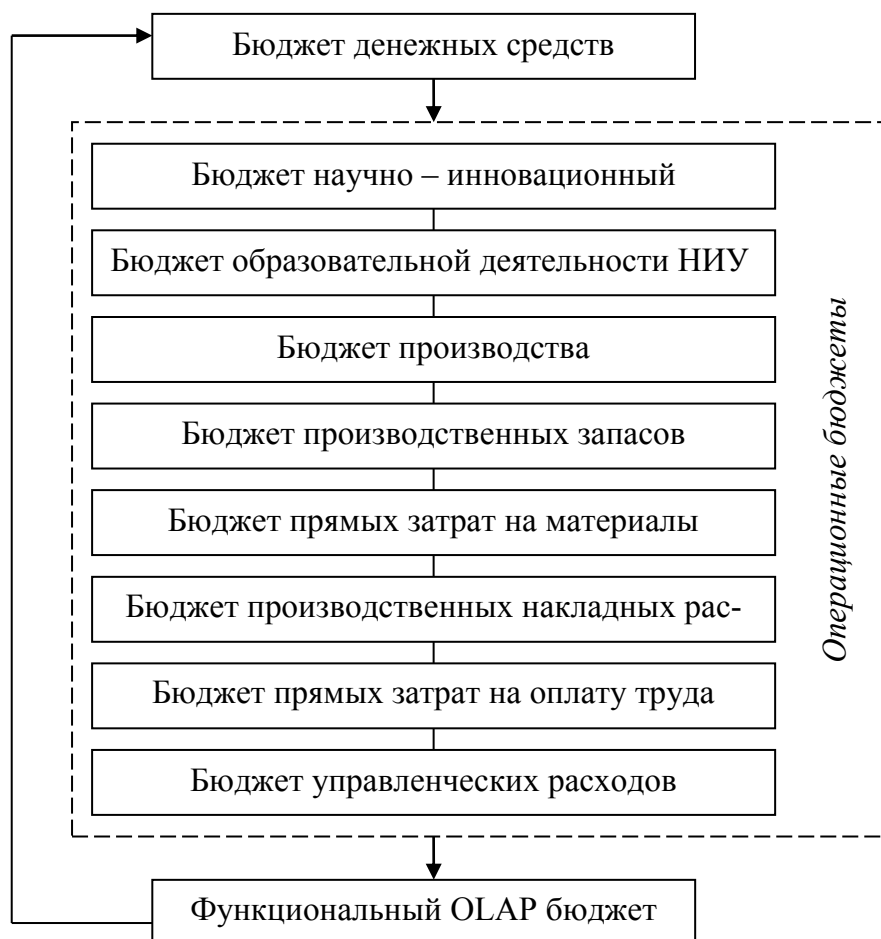 Бюджет денежных средств
Бюджет научно – инновационный
Бюджет образовательной деятельности НИУ
Бюджет производства
Бюджет производственных запасов
Бюджет прямых затрат на материалы
Бюджет производственных накладных рас-
Бюджет прямых затрат на оплату труда
Бюджет управленческих расходов
Операционные бюджеты
Функциональный OLAP бюджет